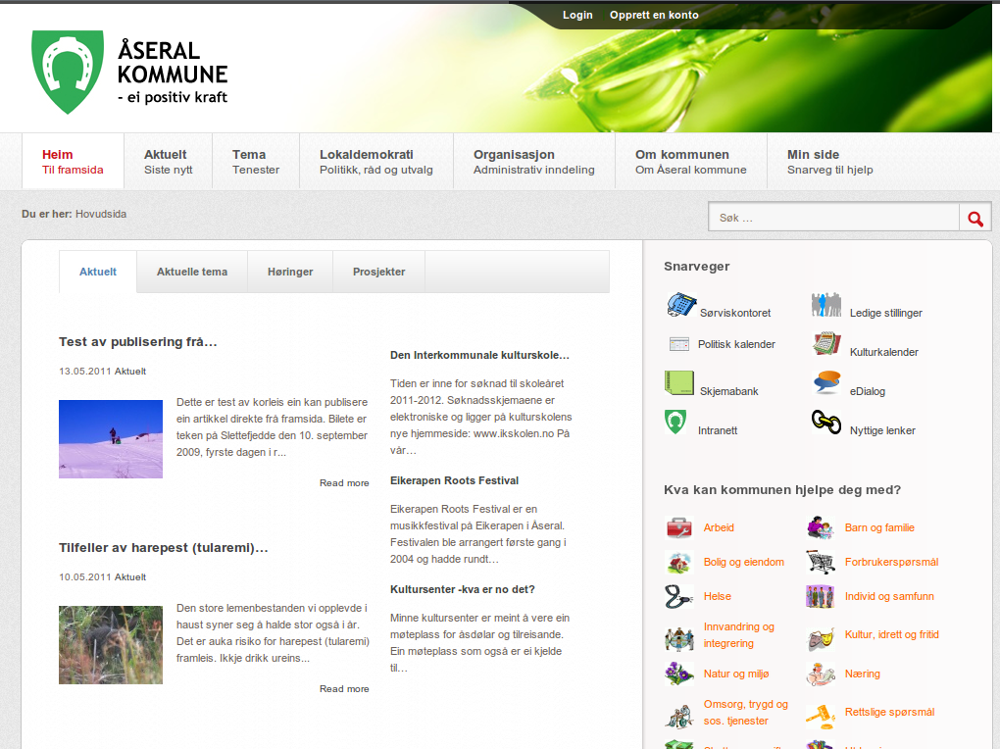 Login Opprett en konto
ÅSERAL
KOMMUNE
- ei positiv kraft
Heim
Til framsida
Aktuelt
Siste nytt
Tema
Tenester
Lokaldemokrati
Politikk, råd og utvalg
Organisasjon
Administrativ inndeling
Om kommunen
Om Åseral kommune
Min side
Snarveg til hjelp
Du er her: Hovudsida
Søk ...
Aktuelt
Aktuelle tema
Høringer
Prosjekter
Test av publisering frå...
13.05.2011 Aktuelt
Dette er test av korleis ein kan publisere
ein artikkel direkte frå framsida. Bilete er
teken på Slettefjedde den 10. september
2009, fyrste dagen i r...
Read more
Tilfeller av harepest (tularemi)...
10.05.2011 Aktuelt
Den store lemenbestanden vi opplevde i
haust syner seg å halde stor også i år.
Det er auka risiko for harepest (tularemi)
framleis. Ikkje drikk ureins...
Read more
Den Interkommunale kulturskole...
Tiden er inne for søknad til skoleåret
2011-2012. Søknadsskjemaene er
elektroniske og ligger på kulturskolens
nye hjemmeside: www.ikskolen.no På
vår...
Eikerapen Roots Festival
Eikerapen Roots Festival er en
musikkfestival på Eikerapen i Åseral.
Festivalen ble arrangert første gang i
2004 og hadde rundt...
Kultursenter -kva er no det?
Minne kultursenter er meint å vere ein
møteplass for åsdølar og tilreisande.
Ein møteplass som også er ei kjelde
til...
Snarveger
Sørviskontoret
Ledige stillinger
Politisk kalender
Kulturkalender
Skjemabank
eDialog
Intranett
Nyttige lenker
Kva kan kommunen hjelpe deg med?
Arbeid
Barn og familie
Bolig og eiendom
Forbrukerspørsmål
Helse
Individ og samfunn
Innvandring og
integrering
Kultur, idrett og fritid
Natur og miljø
Næring
Omsorg, trygd og
sos. tjenester
Rettslige spørsmål